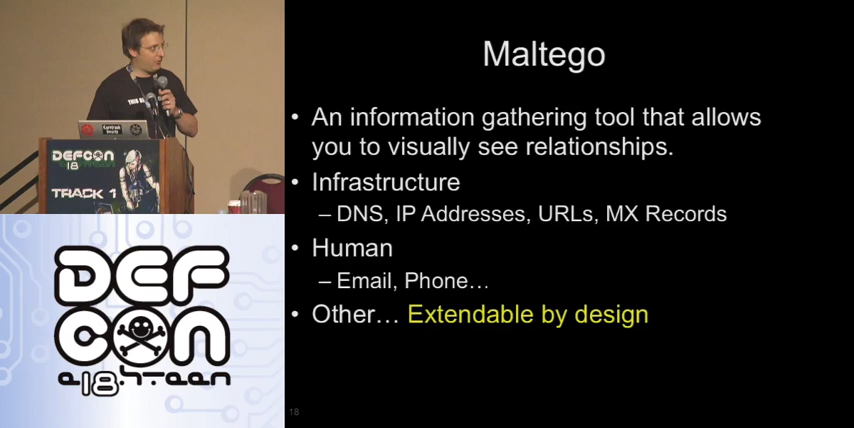 Maltego
• An information gathering tool that allows
you to visually see relationships.
• Infrastructure
– DNS, IP Addresses, URLs, MX Records
• Human
– Email, Phone…
• Other… Extendable by design
18
DEFCON
18
TRACK 1
DEF
CON